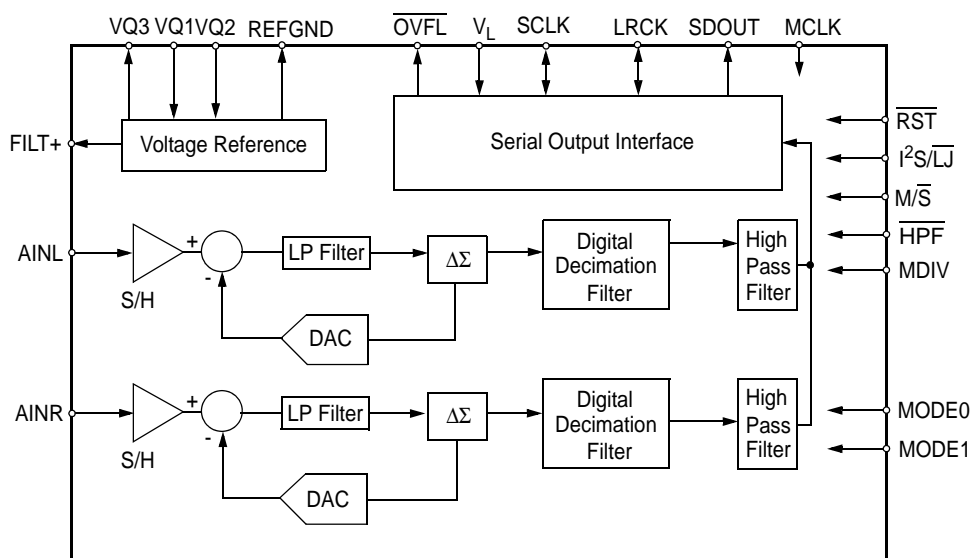 VQ3 VQ1 VQ2 REFGND OVFL VL SCLK LRCK SDOUT MCLK
FILT+
Voltage Reference
Serial Output Interface
RST
I²S/LJ
M/S
HPF
MDIV
AINL
S/H
+
-
LP Filter
ΔΣ
DAC
Digital
Decimation
Filter
High
Pass
Filter
AINR
S/H
+
-
LP Filter
ΔΣ
DAC
Digital
Decimation
Filter
High
Pass
Filter
MODE0
MODE1